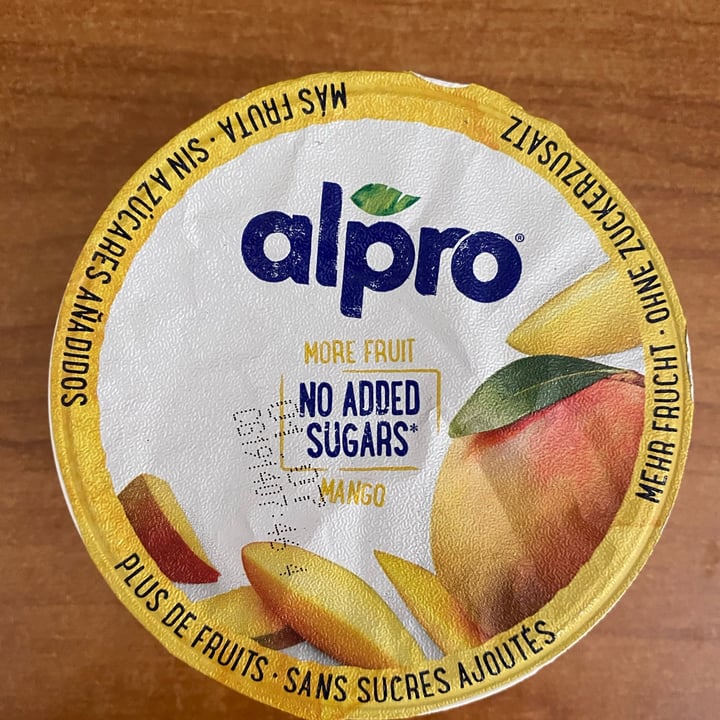 alpro®
MORE FRUIT
NO ADDED
SUGARS*
MANGO
MÁS FRUTA · SIN AZÚCARES AÑADIDOS
MEHR FRUCHT · OHNE ZUCKERZUSATZ
PLUS DE FRUITS · SANS SUCRES AJOUTÉS